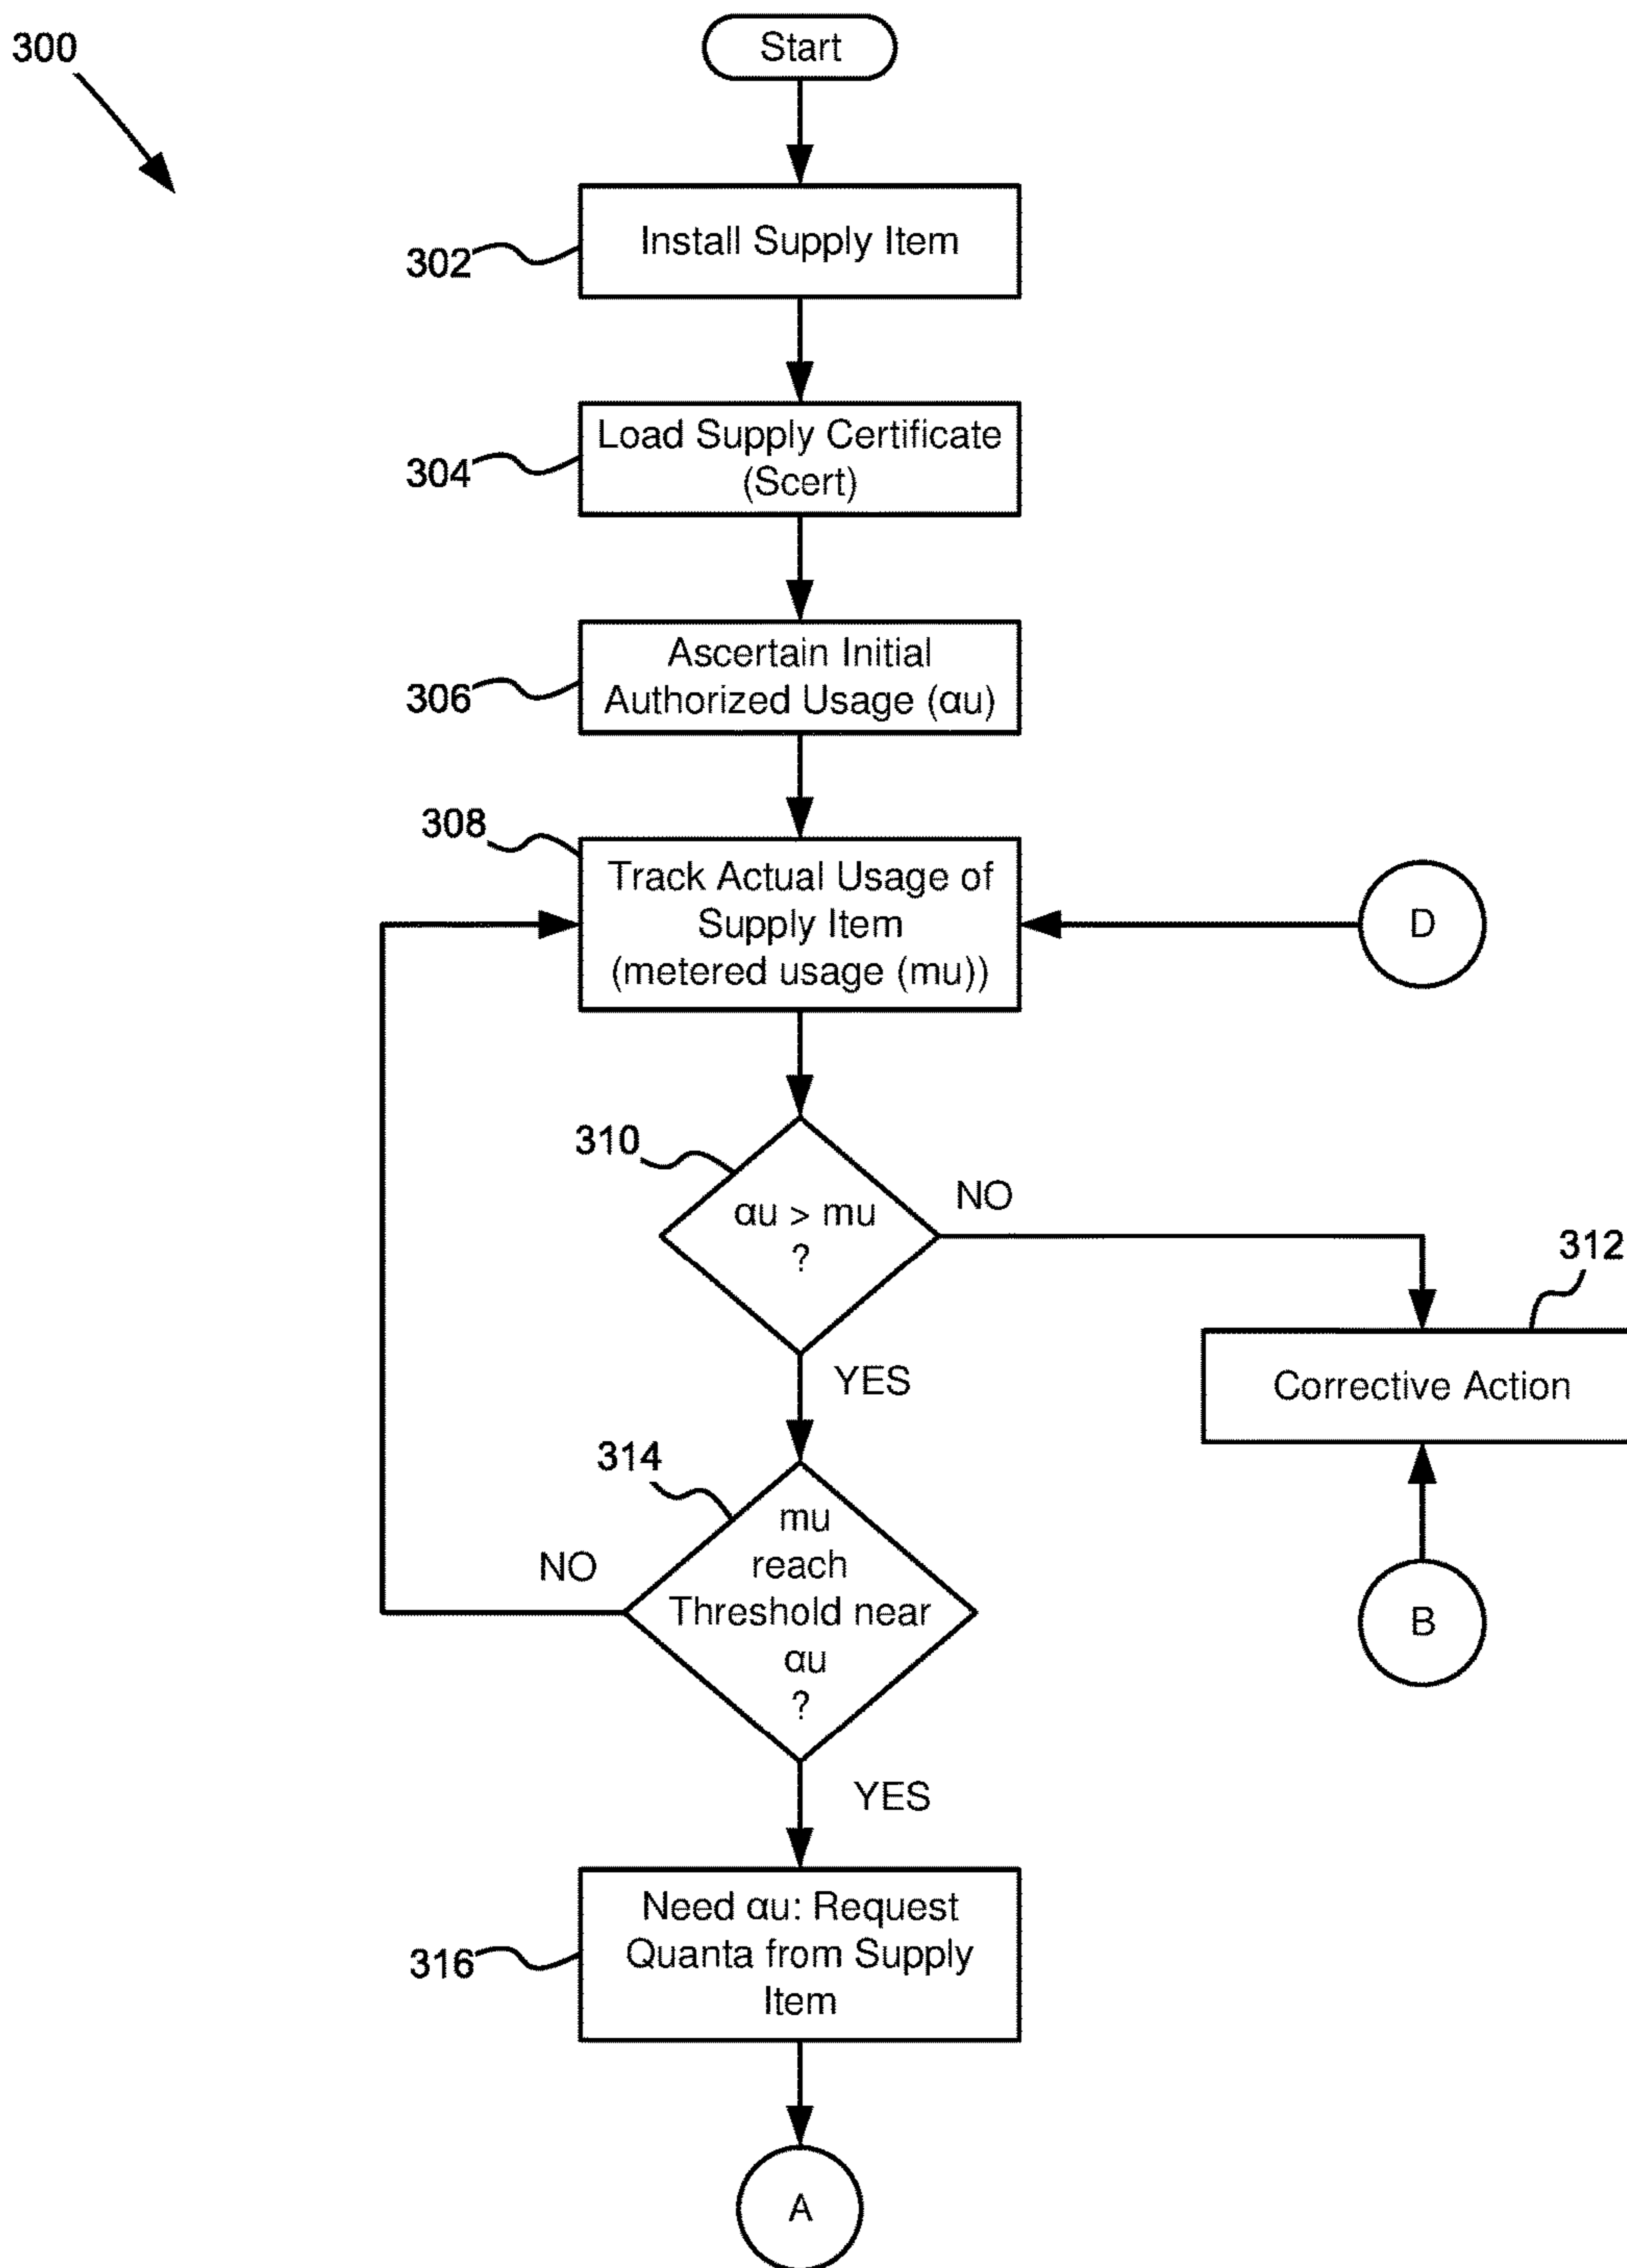 300
Start
302
Install Supply Item
304
Load Supply Certificate
(Scert)
306
Ascertain Initial
Authorized Usage (αu)
308
Track Actual Usage of
Supply Item
(metered usage (mu))
D
310
αu > mu
?
NO
YES
312
Corrective Action
B
314
mu
reach
Threshold near
αu
?
NO
YES
316
Need αu: Request
Quanta from Supply
Item
A